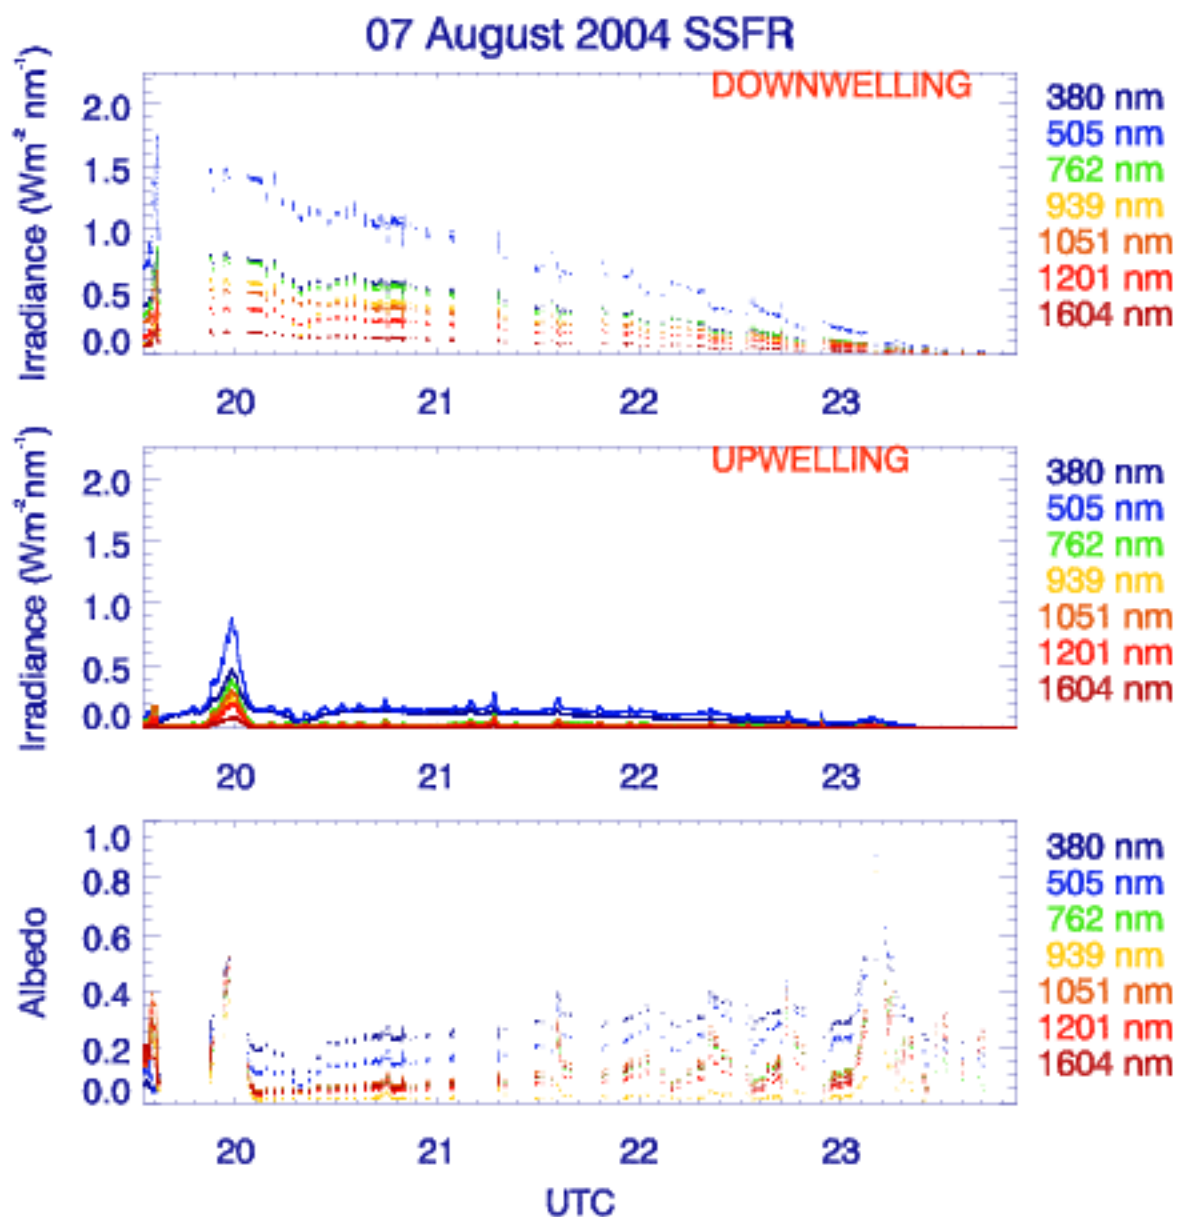 07 August 2004 SSFR
DOWNWELLING
Irradiance (Wm⁻² nm⁻¹)
2.0
1.5
1.0
0.5
0.0
20 21 22 23
380 nm
505 nm
762 nm
939 nm
1051 nm
1201 nm
1604 nm
UPWELLING
Irradiance (Wm⁻²nm⁻¹)
2.0
1.5
1.0
0.5
0.0
20 21 22 23
380 nm
505 nm
762 nm
939 nm
1051 nm
1201 nm
1604 nm
Albedo
1.0
0.8
0.6
0.4
0.2
0.0
20 21 22 23
380 nm
505 nm
762 nm
939 nm
1051 nm
1201 nm
1604 nm
UTC